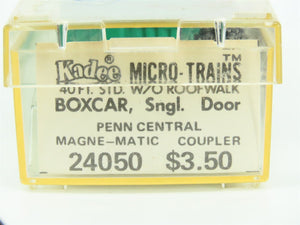 Kadee MICRO-TRAINS™
40 FT. STD. W/O ROOFWALK
BOXCAR, Sngl. Door
PENN CENTRAL
MAGNE-MATIC COUPLER
24050 $3.50